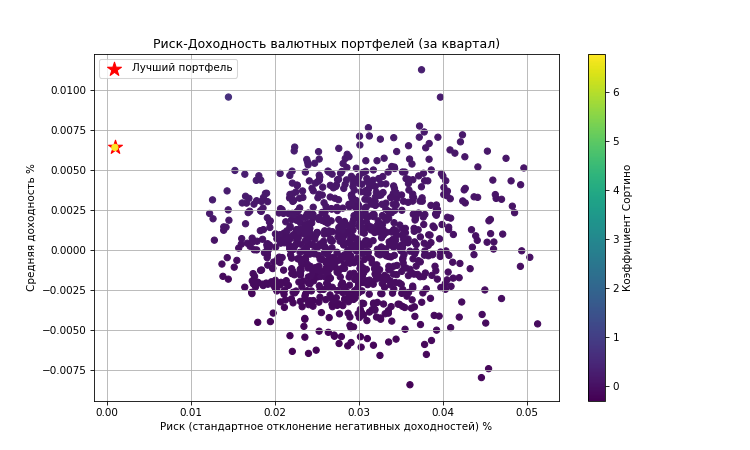 Риск-Доходность валютных портфелей (за квартал)
Лучший портфель
Средняя доходность %
0.0100
0.0075
0.0050
0.0025
0.0000
−0.0025
−0.0050
−0.0075
0.00 0.01 0.02 0.03 0.04 0.05
Риск (стандартное отклонение негативных доходностей) %
6
5
4
3
2
1
0
Коэффициент Сортино